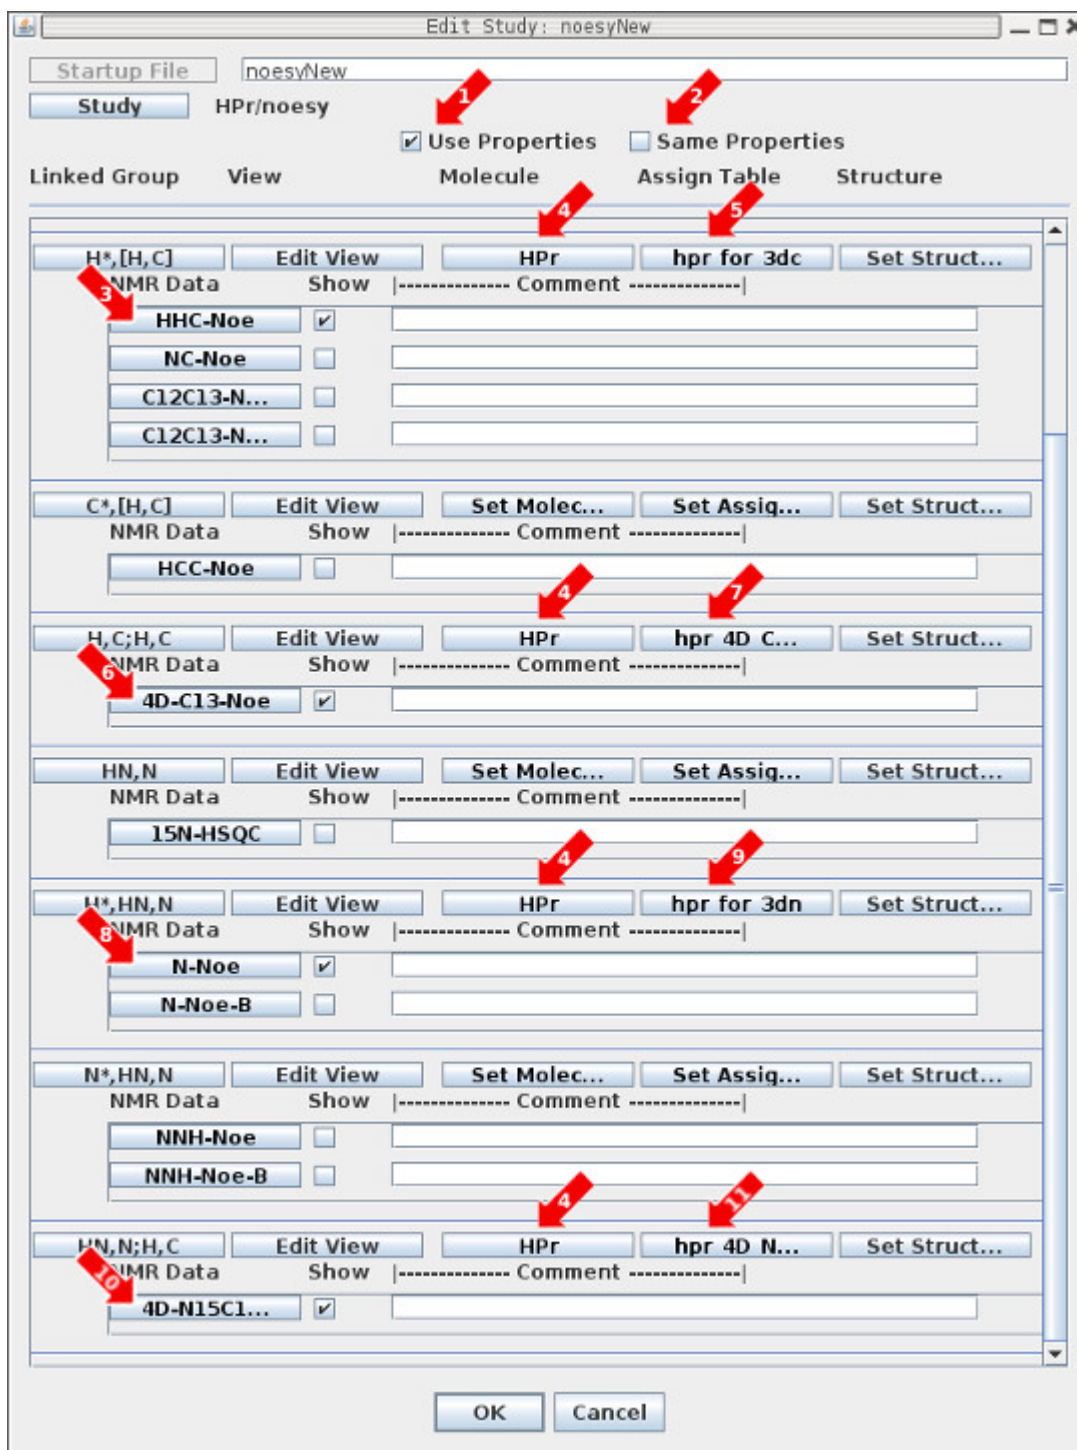 Edit Study: noesyNew
Startup File noesyNew
Study HPr/noesy
1 2
Use Properties Same Properties
Linked Group View Molecule Assign Table Structure
4 5
H*,[H,C] Edit View HPr hpr for 3dc Set Struct...
NMR Data Show |-------------- Comment --------------|
3
HHC-Noe
NC-Noe
C12C13-N...
C12C13-N...
C*,[H,C] Edit View Set Molec... Set Assig... Set Struct...
NMR Data Show |-------------- Comment --------------|
HCC-Noe
4 7
H,C;H,C Edit View HPr hpr 4D C... Set Struct...
NMR Data Show |-------------- Comment --------------|
6
4D-C13-Noe
HN,N Edit View Set Molec... Set Assig... Set Struct...
NMR Data Show |-------------- Comment --------------|
15N-HSQC
4 9
H*,HN,N Edit View HPr hpr for 3dn Set Struct...
NMR Data Show |-------------- Comment --------------|
8
N-Noe
N-Noe-B
N*,HN,N Edit View Set Molec... Set Assig... Set Struct...
NMR Data Show |-------------- Comment --------------|
NNH-Noe
NNH-Noe-B
4 11
HN,N;H,C Edit View HPr hpr 4D N... Set Struct...
NMR Data Show |-------------- Comment --------------|
10
4D-N15C1...
OK Cancel